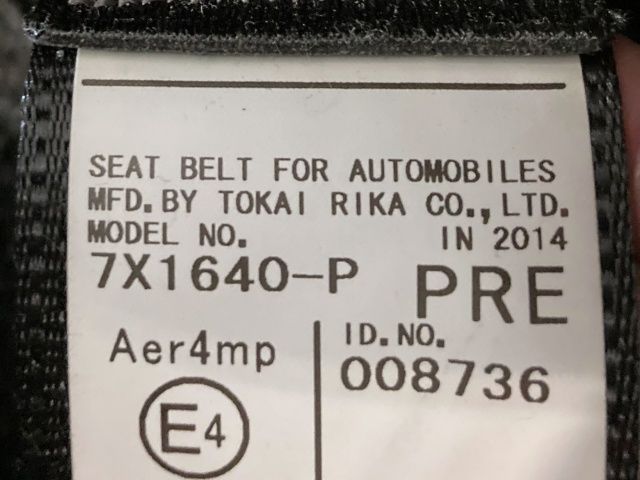 SEAT BELT FOR AUTOMOBILES
MFD. BY TOKAI RIKA CO., LTD.
MODEL NO. IN 2014
7X1640-P PRE
Aer4mp
ID. NO.
008736
E4